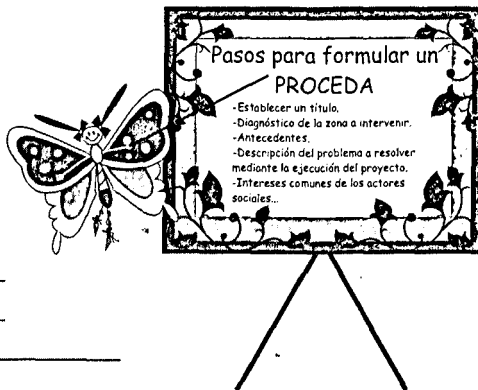 Pasos para formular un
PROCEDA
-Establecer un título.
-Diagnóstico de la zona a intervenir.
-Antecedentes.
-Descripción del problema a resolver
mediante la ejecución del proyecto.
-Intereses comunes de los actores
sociales...